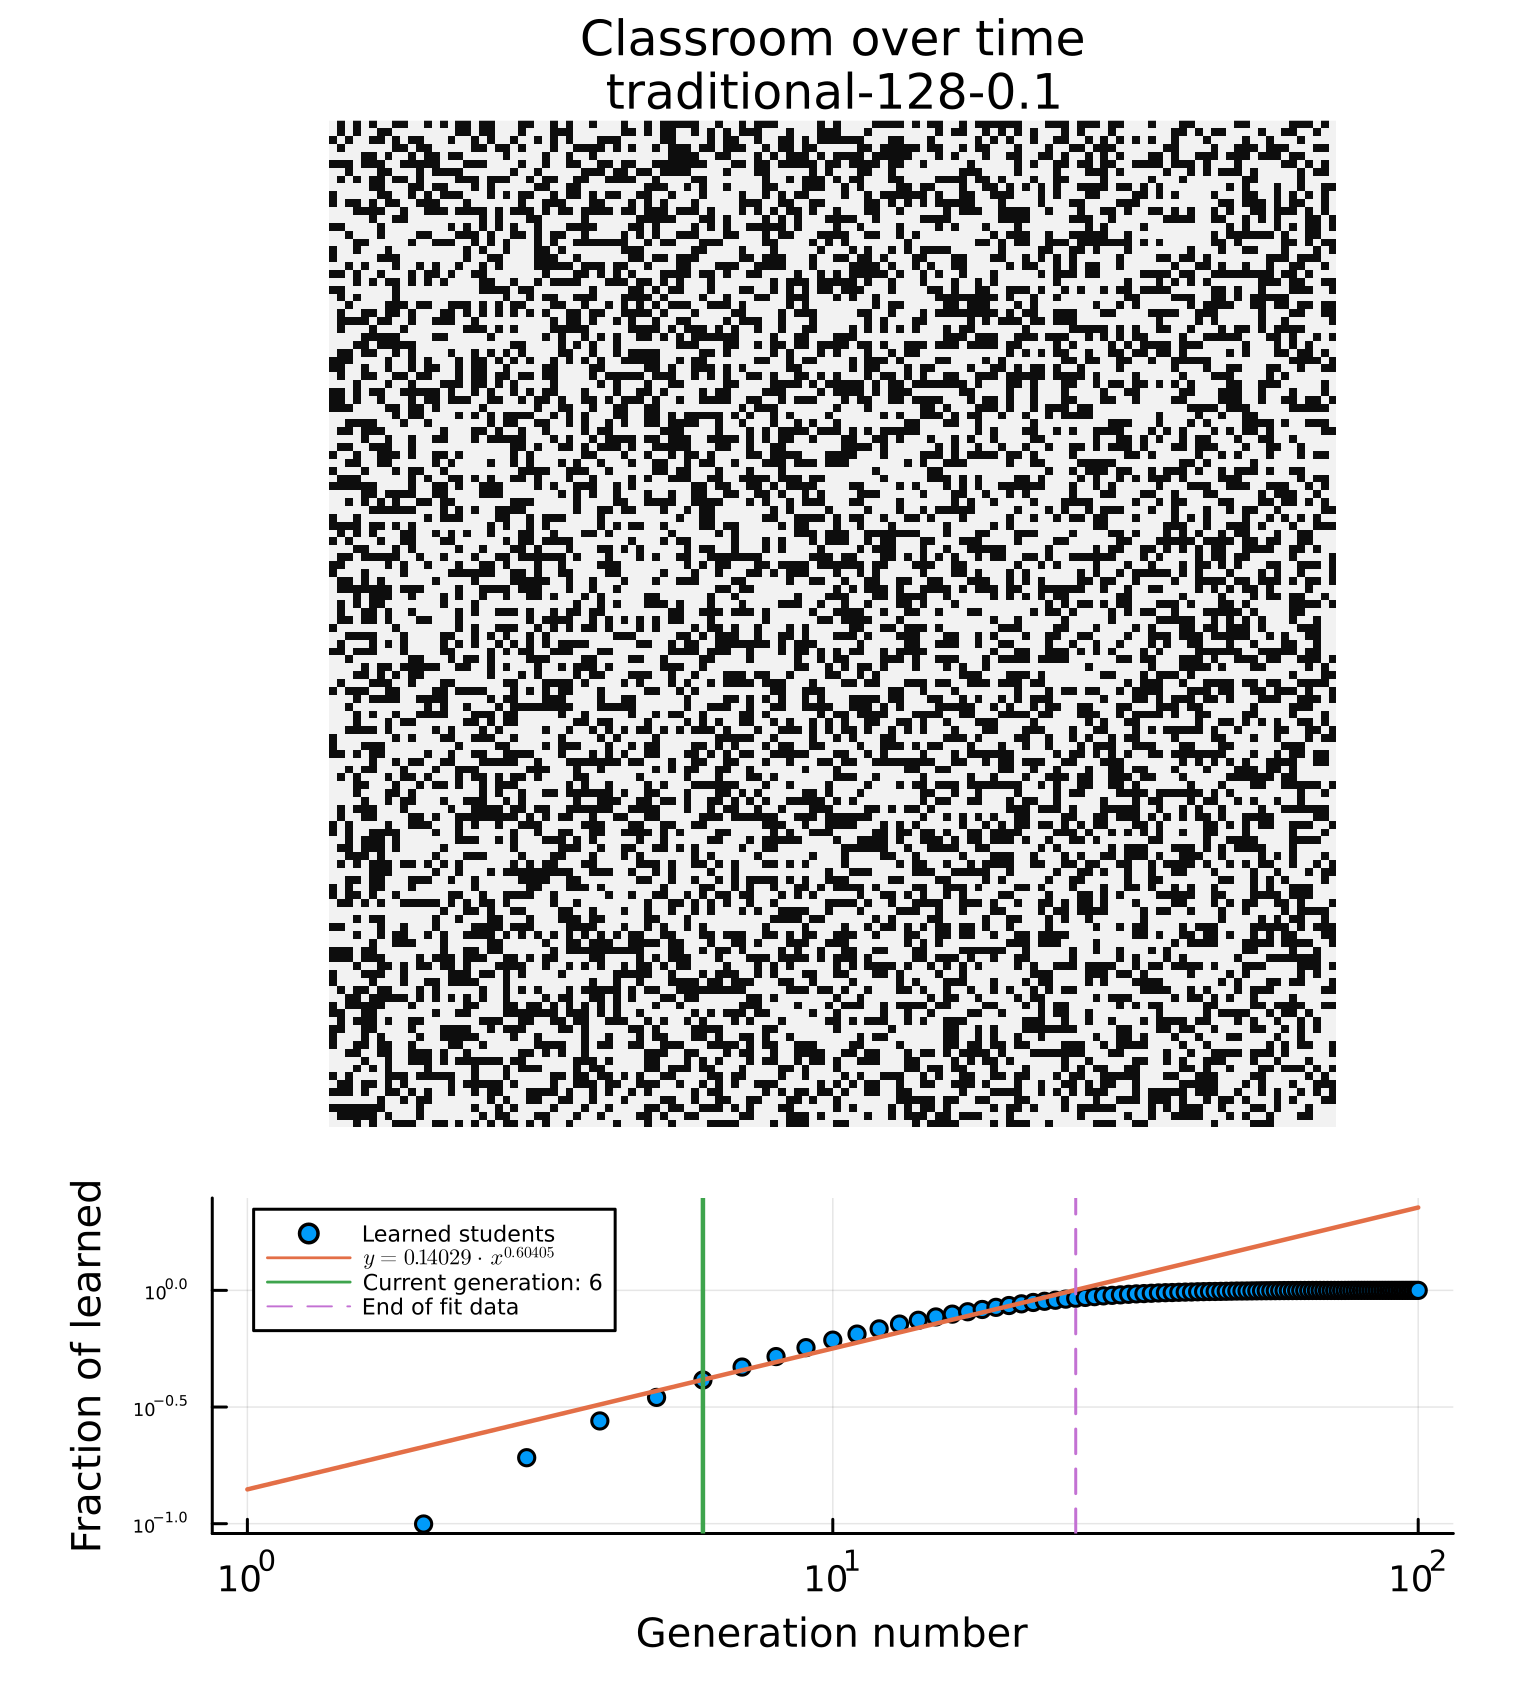 Classroom over time
traditional-128-0.1
Fraction of learned
Learned students
y = 0.14029 · x^0.60405
Current generation: 6
End of fit data
10^0.0
10^−0.5
10^−1.0
10^0 10^1 10^2
Generation number